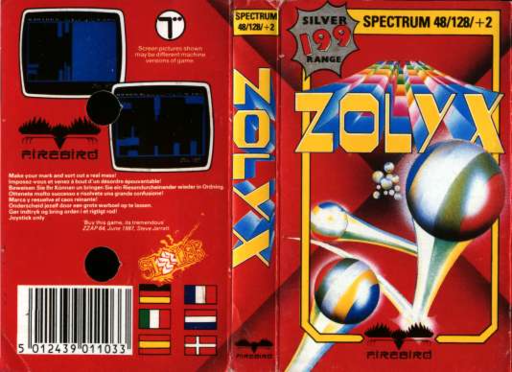 Screen pictures shown
may be different machine
versions of game.
FIREBIRD
Make your mark and sort out a real mess!
Imposez-vous et venez à bout d'un désordre épouvantable!
Beweisen Sie Ihr Können un bringen Sie ein Riesendurcheinander wieder in Ordning.
Ottenete molto successo e risolvete una grande confusione!
Marca y resuelve el caos reinante!
Onderscheid jezelf door een grote warboel op te lossen.
Gør indtryk og bring orden i et rigtigt rod!
Joystick only
'Buy this game, its tremendous'
ZZAP 64, June 1987, Steve Jarratt
5 012439 011033
SPECTRUM
48/128/+2
ZOLYX
FIREBIRD
SILVER
199
RANGE
SPECTRUM 48/128/+2
ZOLYX
FIREBIRD